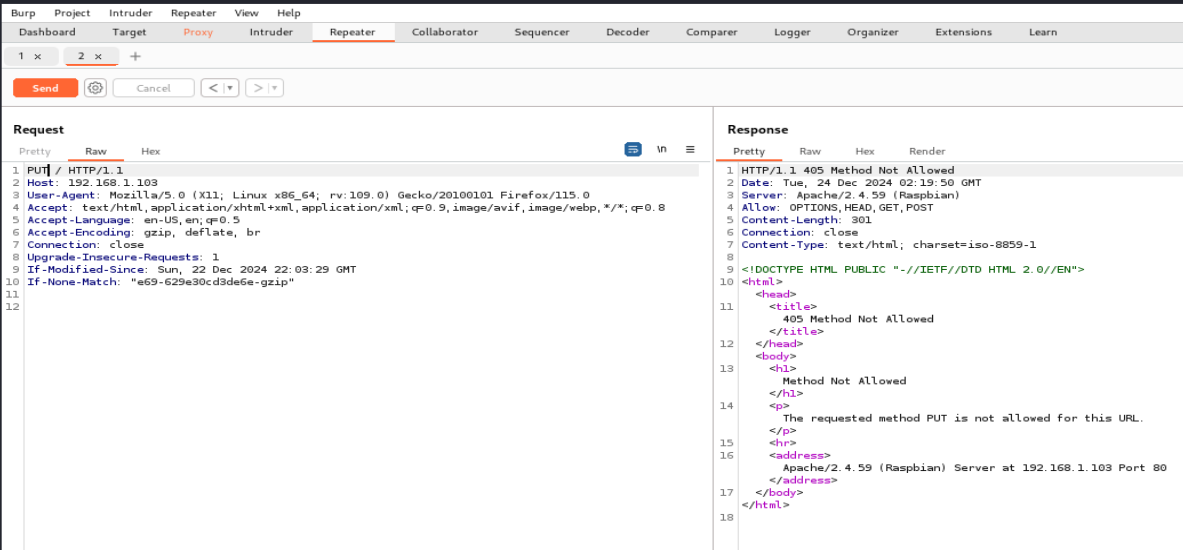 Burp Project Intruder Repeater View Help
Dashboard Target Proxy Intruder Repeater Collaborator Sequencer Decoder Comparer Logger Organizer Extensions Learn
1 × 2 × +
Send Cancel < >
Request
Pretty Raw Hex \n
1 PUT / HTTP/1.1
2 Host: 192.168.1.103
3 User-Agent: Mozilla/5.0 (X11; Linux x86_64; rv:109.0) Gecko/20100101 Firefox/115.0
4 Accept: text/html,application/xhtml+xml,application/xml;q=0.9,image/avif,image/webp,*/*;q=0.8
5 Accept-Language: en-US,en;q=0.5
6 Accept-Encoding: gzip, deflate, br
7 Connection: close
8 Upgrade-Insecure-Requests: 1
9 If-Modified-Since: Sun, 22 Dec 2024 22:03:29 GMT
10 If-None-Match: "e69-629e30cd3de6e-gzip"
11
12
Response
Pretty Raw Hex Render
1 HTTP/1.1 405 Method Not Allowed
2 Date: Tue, 24 Dec 2024 02:19:50 GMT
3 Server: Apache/2.4.59 (Raspbian)
4 Allow: OPTIONS,HEAD,GET,POST
5 Content-Length: 301
6 Connection: close
7 Content-Type: text/html; charset=iso-8859-1
8
9 <!DOCTYPE HTML PUBLIC "-//IETF//DTD HTML 2.0//EN">
10 <html>
<head>
11 <title>
405 Method Not Allowed
</title>
12 </head>
<body>
13 <h1>
Method Not Allowed
</h1>
14 <p>
The requested method PUT is not allowed for this URL.
</p>
15 <hr>
16 <address>
Apache/2.4.59 (Raspbian) Server at 192.168.1.103 Port 80
</address>
17 </body>
</html>
18